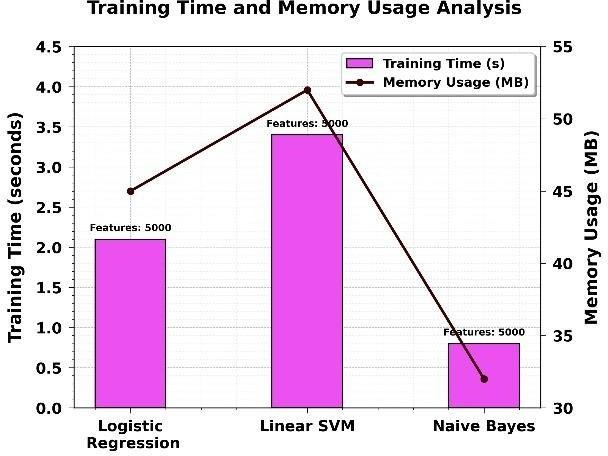 Training Time and Memory Usage Analysis
4.5
4.0
3.5
3.0
2.5
2.0
1.5
1.0
0.5
0.0
Training Time (seconds)
55
50
45
40
35
30
Memory Usage (MB)
Training Time (s)
Memory Usage (MB)
Features: 5000
Features: 5000
Features: 5000
Logistic
Regression
Linear SVM
Naive Bayes